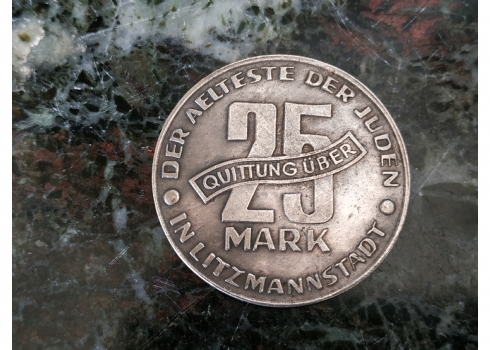 DER AELTESTE DER JUDEN
25
QUITTUNG ÜBER
MARK
IN LITZMANNSTADT